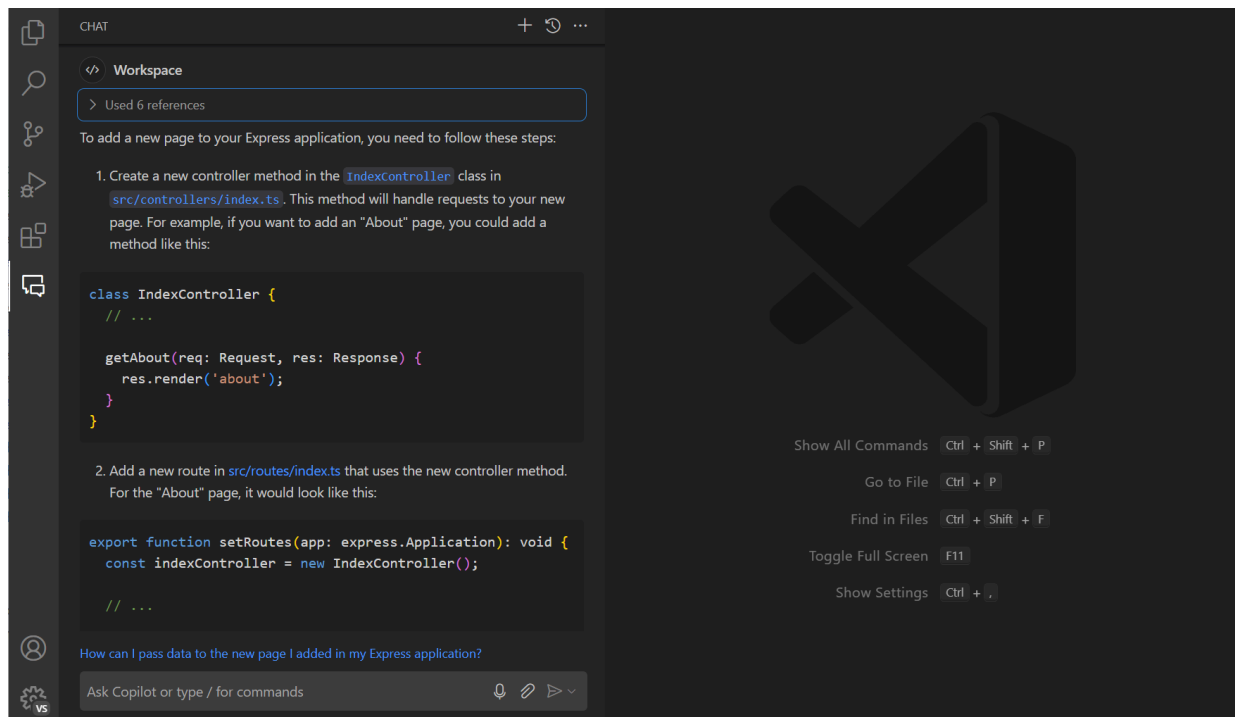 CHAT
Workspace
Used 6 references
To add a new page to your Express application, you need to follow these steps:
1. Create a new controller method in the IndexController class in
src/controllers/index.ts. This method will handle requests to your new
page. For example, if you want to add an "About" page, you could add a
method like this:
class IndexController {
// ...
getAbout(req: Request, res: Response) {
res.render('about');
}
}
2. Add a new route in src/routes/index.ts that uses the new controller method.
For the "About" page, it would look like this:
export function setRoutes(app: express.Application): void {
const indexController = new IndexController();
// ...
How can I pass data to the new page I added in my Express application?
Ask Copilot or type / for commands
VS
Show All Commands Ctrl + Shift + P
Go to File Ctrl + P
Find in Files Ctrl + Shift + F
Toggle Full Screen F11
Show Settings Ctrl + ,